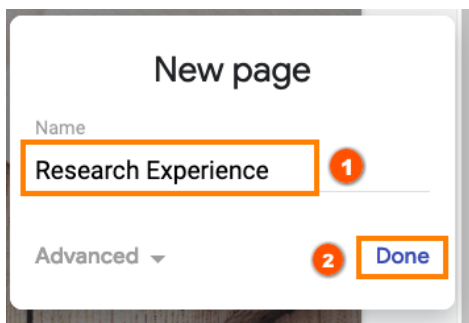 New page
Name
Research Experience 1
Advanced
2 Done